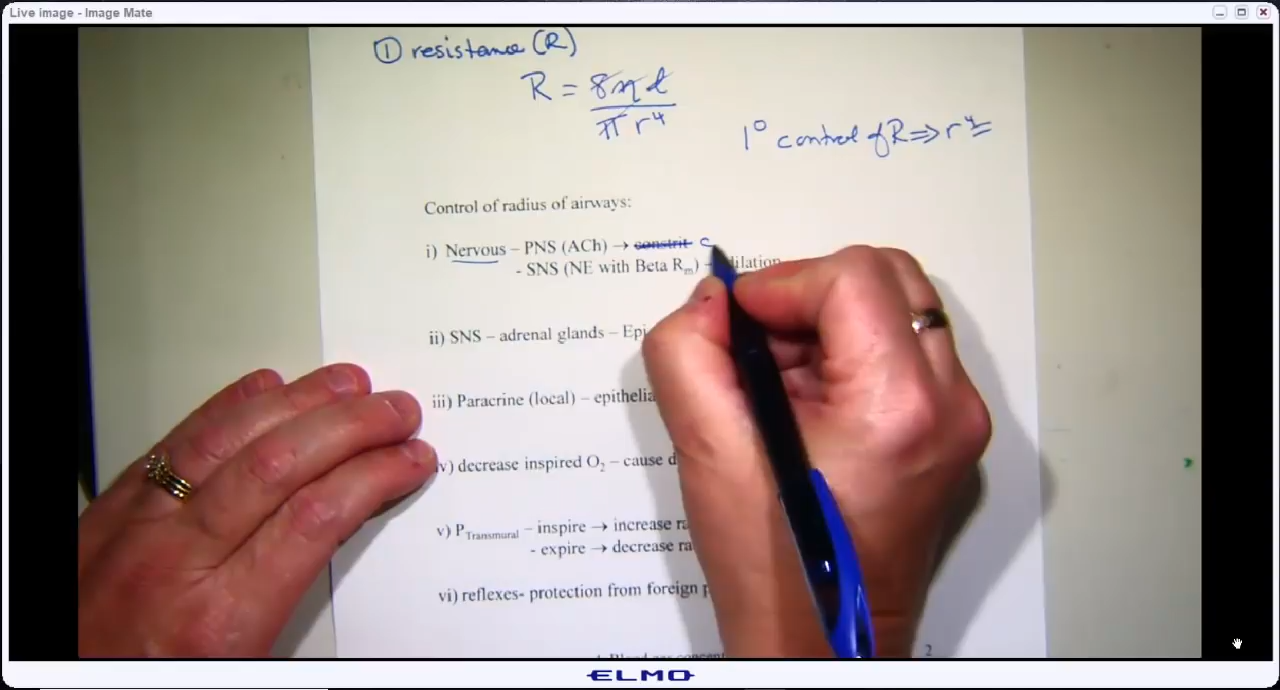 Live image - Image Mate
① resistance (R)
R = 8ηl
π r⁴
1° control of R ⇒ r⁴
Control of radius of airways:
i) Nervous – PNS (ACh) → constrit c
- SNS (NE with Beta Rm) – dilation
ii) SNS – adrenal glands – Epi
iii) Paracrine (local) – epithelia
iv) decrease inspired O₂ – cause d
v) PTransmural – inspire → increase ra
- expire → decrease ra
vi) reflexes- protection from foreign p
2
ELMO